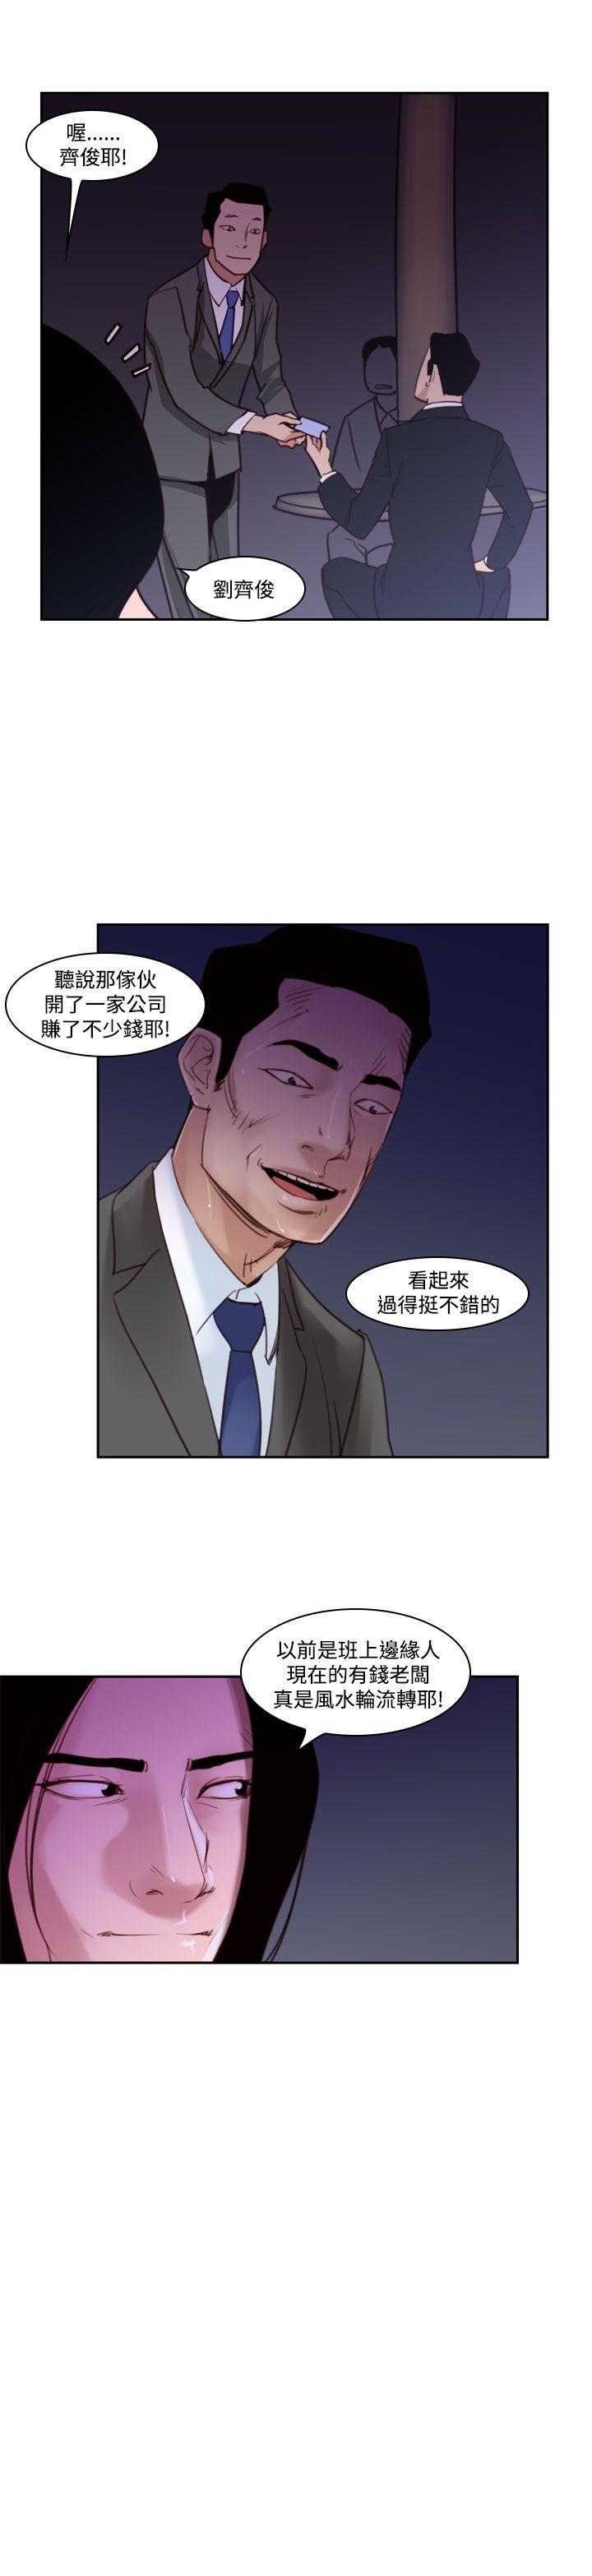 喔......
齊俊耶!
劉齊俊
聽說那傢伙
開了一家公司
賺了不少錢耶!
看起來
過得挺不錯的
以前是班上邊緣人
現在的有錢老闆
真是風水輪流轉耶!